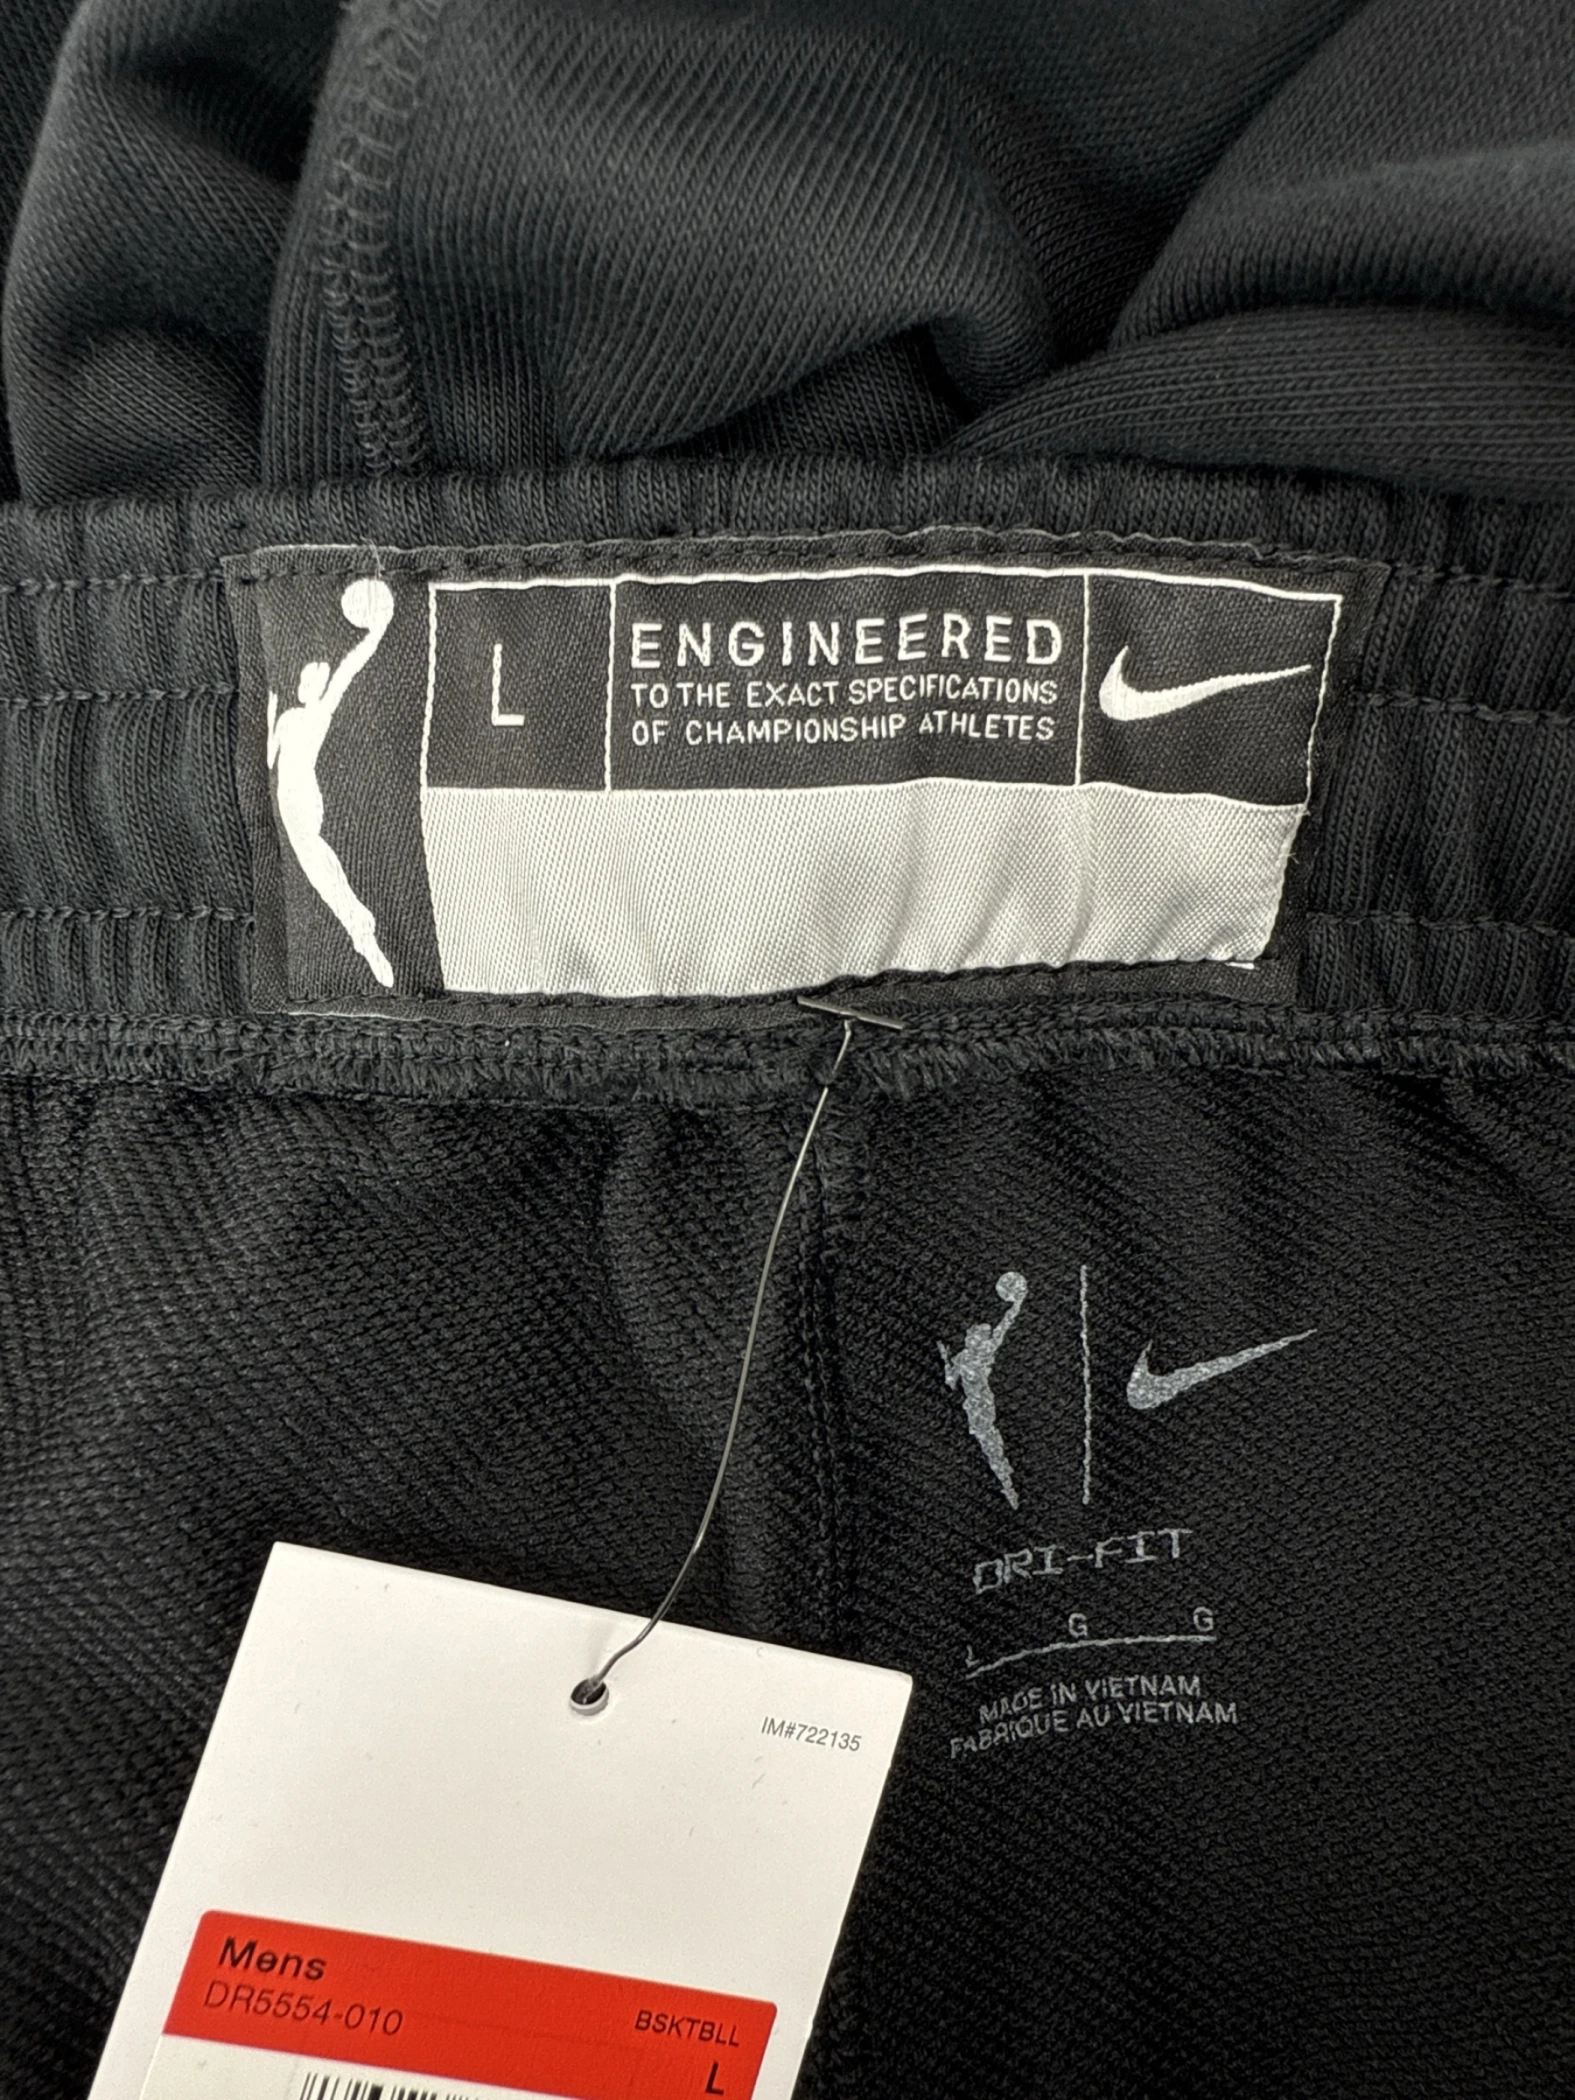 L
ENGINEERED
TO THE EXACT SPECIFICATIONS
OF CHAMPIONSHIP ATHLETES
DRI-FIT
L G G
MADE IN VIETNAM
FABRIQUE AU VIETNAM
IM#722135
Mens
DR5554-010
BSKTBLL
L